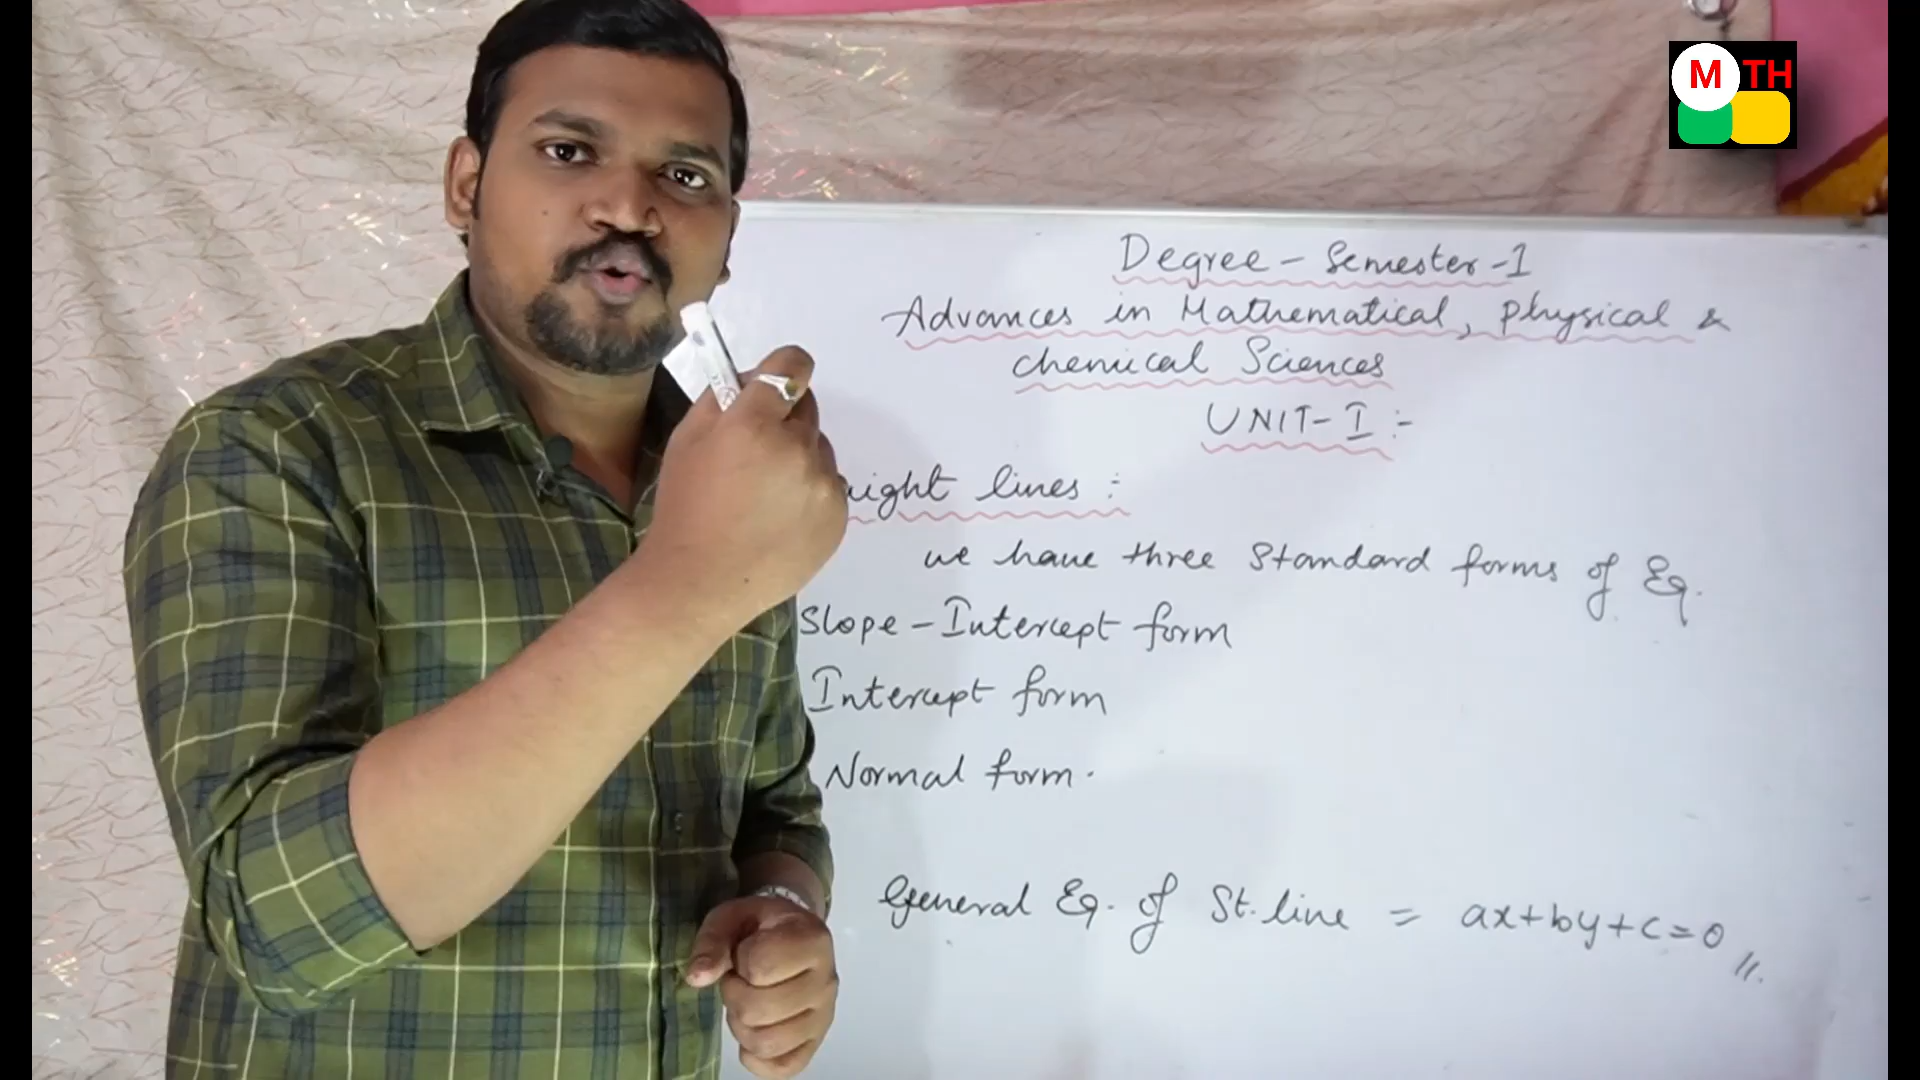 M TH
Degree - Semester-1
Advances in Mathematical, physical &
chemical Sciences
UNIT-I :-
lines :
we have three Standard forms of Eq.
Slope-Intercept form
Intercept form
Normal form.
General Eq. of St. line = ax+by+c=0 //.